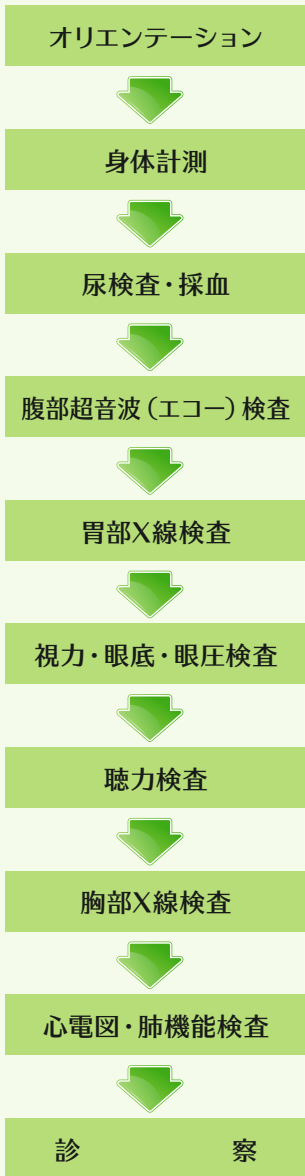 オリエンテーション
身体計測
尿検査・採血
腹部超音波（エコー）検査
胃部X線検査
視力・眼底・眼圧検査
聴力検査
胸部X線検査
心電図・肺機能検査
診察